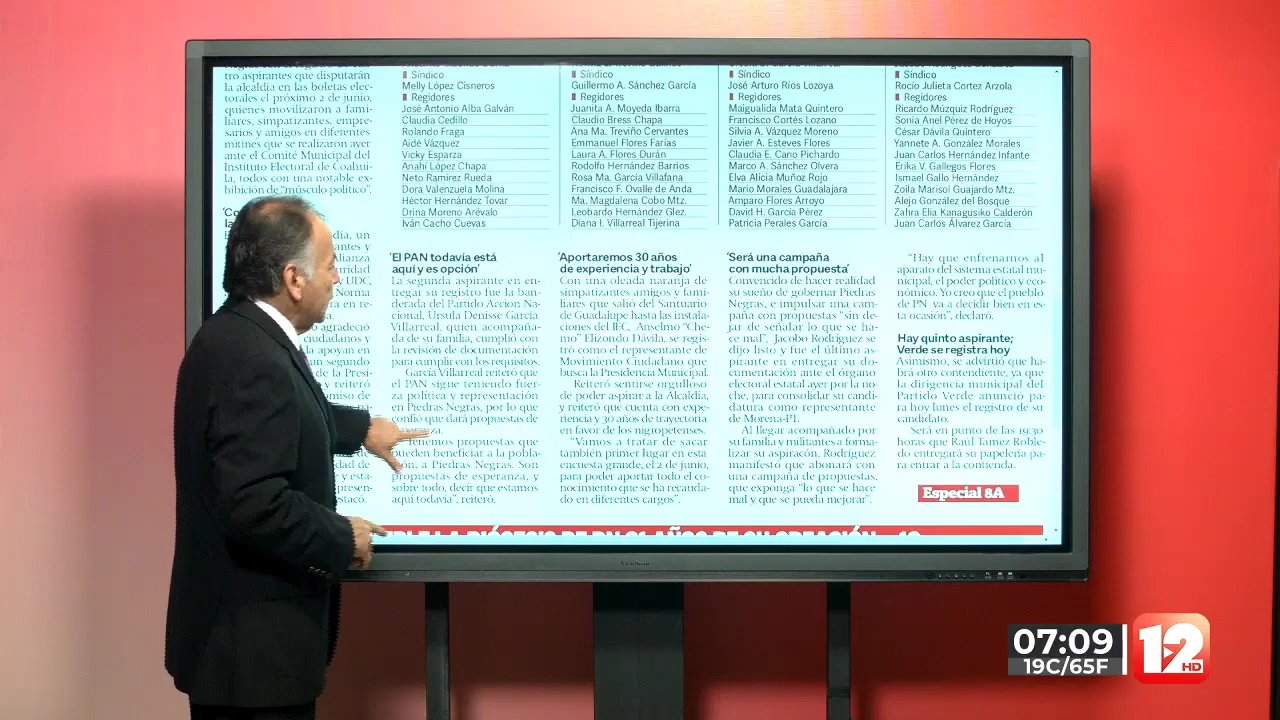 tro aspirantes que disputarán
la alcaldía en las boletas elec-
torales el próximo 2 de junio,
quienes movilizaron a fami-
liares, simpatizantes, empre-
sarios y amigos en diferentes
mitines que se realizaron ayer
ante el Comité Municipal del
Instituto Electoral de Coahui-
la, todos con una notable ex-
hibición de “músculo político”.
Síndico
Melly López Cisneros
Regidores
José Antonio Alba Galván
Claudia Cedillo
Rolando Fraga
Aidé Vázquez
Vicky Esparza
Anahí López Chapa
Neto Ramírez Rueda
Dora Valenzuela Molina
Héctor Hernández Tovar
Drina Moreno Arévalo
Iván Cacho Cuevas
Síndico
Guillermo A. Sánchez García
Regidores
Juanita A. Moyeda Ibarra
Claudio Bress Chapa
Ana Ma. Treviño Cervantes
Emmanuel Flores Farías
Laura A. Flores Durán
Rodolfo Hernández Barrios
Rosa Ma. García Villafana
Francisco F. Ovalle de Anda
Ma. Magdalena Cobo Mtz.
Leobardo Hernández Glez.
Diana I. Villarreal Tijerina
Síndico
José Arturo Ríos Lozoya
Regidores
Maigualida Mata Quintero
Francisco Cortés Lozano
Silvia A. Vázquez Moreno
Javier A. Esteves Flores
Claudia E. Cano Pichardo
Marco A. Sánchez Olvera
Elva Alicia Muñoz Rojo
Mario Morales Guadalajara
Amparo Flores Arroyo
David H. García Pérez
Patricia Perales García
Síndico
Rocío Julieta Cortez Arzola
Regidores
Ricardo Múzquiz Rodríguez
Sonia Anel Pérez de Hoyos
César Dávila Quintero
Yannete A. González Morales
Juan Carlos Hernández Infante
Erika V. Gallegos Flores
Ismael Gallo Hernández
Zoila Marisol Guajardo Mtz.
Alejo González del Bosque
Zahra Elia Kanagusiko Calderón
Juan Carlos Álvarez García
‘El PAN todavía está
aquí y es opción’
La segunda aspirante en en-
tregar su registro fue la ban-
derada del Partido Acción Na-
cional, Ursula Denisse García
Villarreal, quien acompaña-
da de su familia, cumplió con
la revisión de documentación
para cumplir con los requisitos.
García Villarreal reiteró que
el PAN sigue teniendo fuer-
za política y representación
en Piedras Negras, por lo que
confió que dará propuestas de
Tenemos propuestas que
pueden beneficiar a la pobla-
ción, a Piedras Negras. Son
propuestas de esperanza, y
sobre todo, decir que estamos
aquí todavía”, reiteró.
‘Aportaremos 30 años
de experiencia y trabajo’
Con una oleada naranja de
simpatizantes amigos y fami-
liares que salió del Santuario
de Guadalupe hasta las instala-
ciones del IEC, Anselmo “Che-
mo” Elizondo Dávila, se regis-
tró como el representante de
Movimiento Ciudadano que
busca la Presidencia Municipal.
Reiteró sentirse orgulloso
de poder aspirar a la Alcaldía,
y reiteró que cuenta con expe-
riencia y 30 años de trayectoria
en favor de los nigropetenses.
“Vamos a tratar de sacar
también primer lugar en esta
encuesta grande, el 2 de junio,
para poder aportar todo el co-
nocimiento que se ha recauda-
do en diferentes cargos”.
‘Será una campaña
con mucha propuesta’
Convencido de hacer realidad
su sueño de gobernar Piedras
Negras, e impulsar una cam-
paña con propuestas “sin de-
jar de señalar lo que se ha-
ce mal”, Jacobo Rodríguez se
dijo listo y fue el último as-
pirante en entregar su do-
cumentación ante el órgano
electoral estatal ayer por la no-
che, para consolidar su candi-
datura como representante
de Morena-PT.
Al llegar acompañado por
su familia y militantes a forma-
lizar su aspiración, Rodríguez
manifestó que abonará con
una campaña de propuestas,
que exponga “lo que se hace
mal y que se pueda mejorar”.
“Hay que enfrenarnos al
aparato del sistema estatal mu-
nicipal, el poder político y eco-
nómico. Yo creo que el pueblo
de PN va a decidir bien en es-
ta ocasión”, declaró.
Hay quinto aspirante;
Verde se registra hoy
Asimismo, se advirtió que ha-
brá otro contendiente, ya que
la dirigencia municipal del
Partido Verde anunció pa-
ra hoy lunes el registro de su
candidato.
Será en punto de las 19:30
horas que Raúl Tamez Roble-
do entregará su papelería pa-
ra entrar a la contienda.
Especial 8A
ViewSonic
07:09
19C/65F
12
HD